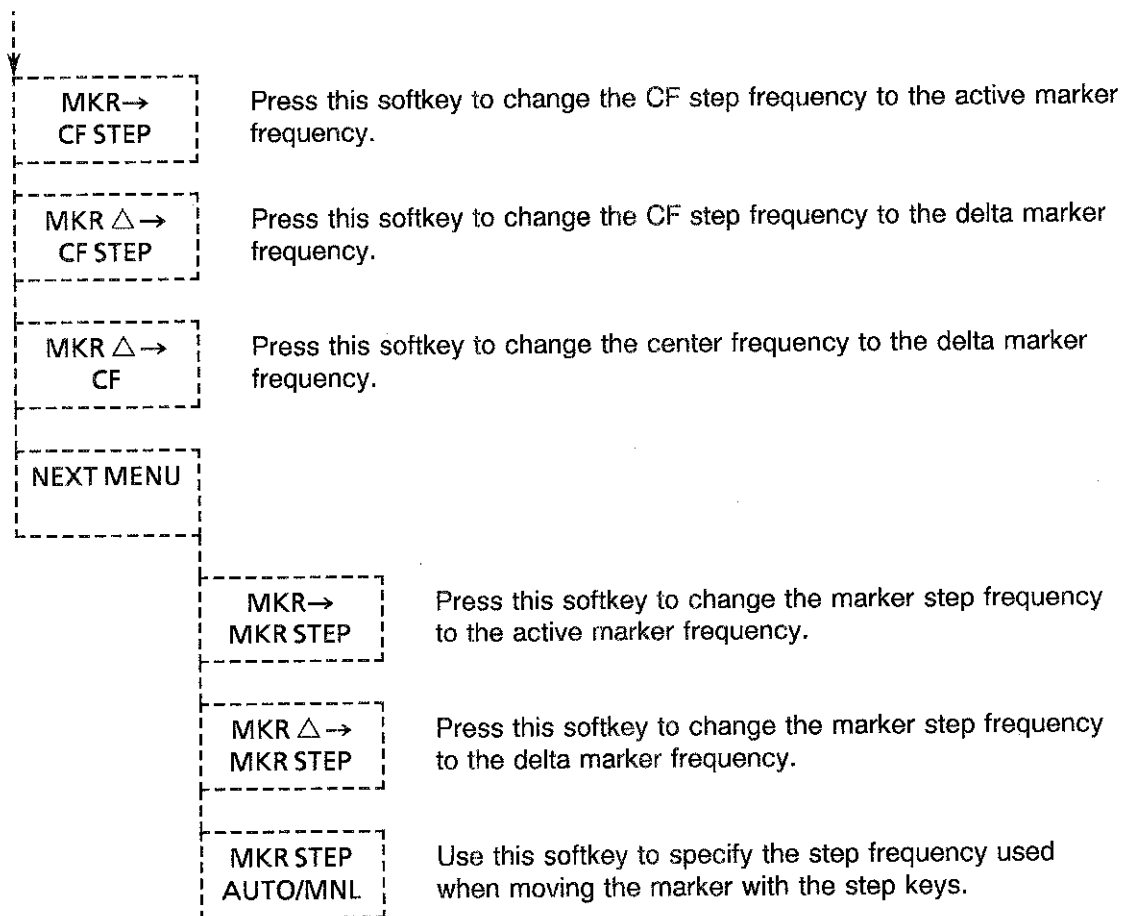 MKR→
CF STEP
Press this softkey to change the CF step frequency to the active marker
frequency.
MKR △→
CF STEP
Press this softkey to change the CF step frequency to the delta marker
frequency.
MKR △→
CF
Press this softkey to change the center frequency to the delta marker
frequency.
NEXT MENU
MKR→
MKR STEP
Press this softkey to change the marker step frequency
to the active marker frequency.
MKR △→
MKR STEP
Press this softkey to change the marker step frequency
to the delta marker frequency.
MKR STEP
AUTO/MNL
Use this softkey to specify the step frequency used
when moving the marker with the step keys.